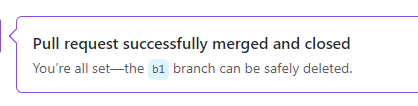 Pull request successfully merged and closed
You’re all set—the b1 branch can be safely deleted.